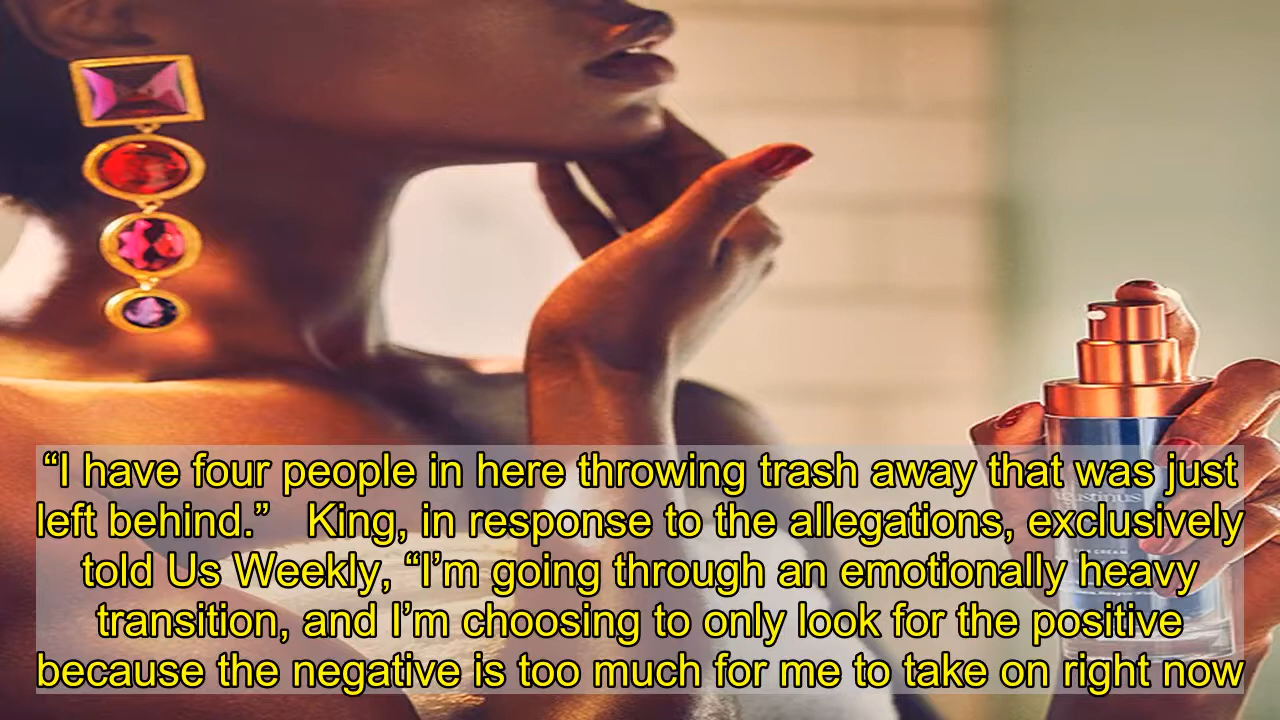 “I have four people in here throwing trash away that was just
left behind.”   King, in response to the allegations, exclusively
told Us Weekly, “I’m going through an emotionally heavy
transition, and I’m choosing to only look for the positive
because the negative is too much for me to take on right now
CREAM